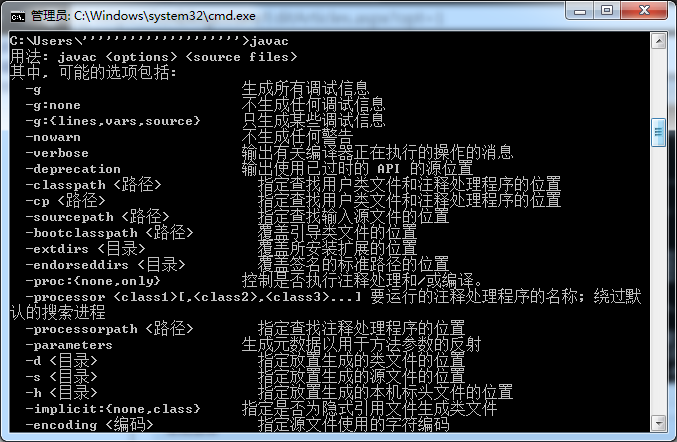 管理员: C:\Windows\system32\cmd.exe
C:\Users\''''''''''''''''''''>javac
用法: javac <options> <source files>
其中, 可能的选项包括:
-g 生成所有调试信息
-g:none 不生成任何调试信息
-g:{lines,vars,source} 只生成某些调试信息
-nowarn 不生成任何警告
-verbose 输出有关编译器正在执行的操作的消息
-deprecation 输出使用已过时的 API 的源位置
-classpath <路径> 指定查找用户类文件和注释处理程序的位置
-cp <路径> 指定查找用户类文件和注释处理程序的位置
-sourcepath <路径> 指定查找输入源文件的位置
-bootclasspath <路径> 覆盖引导类文件的位置
-extdirs <目录> 覆盖所安装扩展的位置
-endorseddirs <目录> 覆盖签名的标准路径的位置
-proc:{none,only} 控制是否执行注释处理和/或编译。
-processor <class1>[,<class2>,<class3>...] 要运行的注释处理程序的名称; 绕过默
认的搜索进程
-processorpath <路径> 指定查找注释处理程序的位置
-parameters 生成元数据以用于方法参数的反射
-d <目录> 指定放置生成的类文件的位置
-s <目录> 指定放置生成的源文件的位置
-h <目录> 指定放置生成的本机标头文件的位置
-implicit:{none,class} 指定是否为隐式引用文件生成类文件
-encoding <编码> 指定源文件使用的字符编码